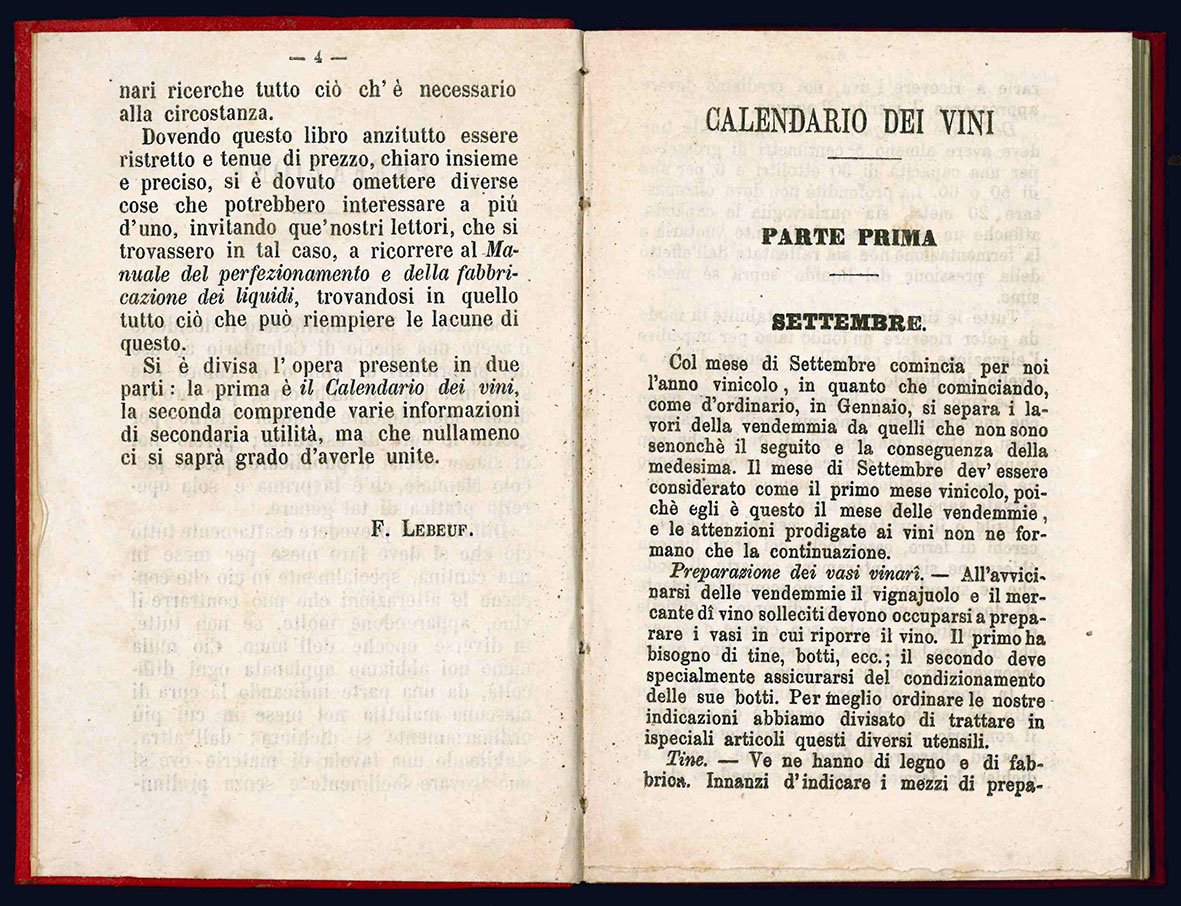 — 4 —
nari ricerche tutto ciò ch' è necessario
alla circostanza.
Dovendo questo libro anzitutto essere
ristretto e tenue di prezzo, chiaro insieme
e preciso, si è dovuto omettere diverse
cose che potrebbero interessare a piú
d'uno, invitando que' nostri lettori, che si
trovassero in tal caso, a ricorrere al Ma-
nuale del perfezionamento e della fabbri-
cazione dei liquidi, trovandosi in quello
tutto ciò che può riempiere le lacune di
questo.
Si è divisa l' opera presente in due
parti : la prima è il Calendario dei vini,
la seconda comprende varie informazioni
di secondaria utilità, ma che nullameno
ci si saprà grado d'averle unite.
F. LEBEUF.
CALENDARIO DEI VINI
PARTE PRIMA
SETTEMBRE.
Col mese di Settembre comincia per noi
l'anno vinicolo , in quanto che cominciando,
come d'ordinario, in Gennaio, si separa i la-
vori della vendemmia da quelli che non sono
senonchè il seguito e la conseguenza della
medesima. Il mese di Settembre dev' essere
considerato come il primo mese vinicolo, poi-
chè egli è questo il mese delle vendemmie ,
e le attenzioni prodigate ai vini non ne for-
mano che la continuazione.
Preparazione dei vasi vinarî. — All'avvici-
narsi delle vendemmie il vignajuolo e il mer-
cante dî vino solleciti devono occuparsi a prepa-
rare i vasi in cui riporre il vino. Il primo ha
bisogno di tine, botti, ecc.; il secondo deve
specialmente assicurarsi del condizionamento
delle sue botti. Per meglio ordinare le nostre
indicazioni abbiamo divisato di trattare in
ispeciali articoli questi diversi utensili.
Tine. — Ve ne hanno di legno e di fab-
brica. Innanzi d'indicare i mezzi di prepa-